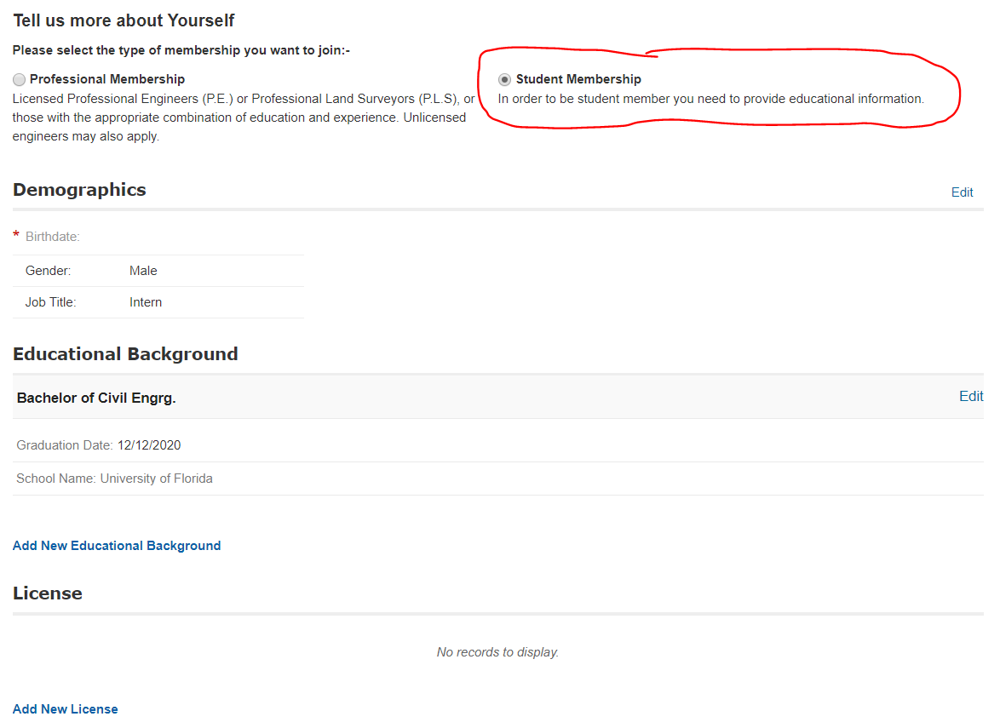 Tell us more about Yourself
Please select the type of membership you want to join:-
Professional Membership
Licensed Professional Engineers (P.E.) or Professional Land Surveyors (P.L.S), or
those with the appropriate combination of education and experience. Unlicensed
engineers may also apply.
Student Membership
In order to be student member you need to provide educational information.
Demographics
Edit
* Birthdate:
Gender: Male
Job Title: Intern
Educational Background
Bachelor of Civil Engrg.
Edit
Graduation Date: 12/12/2020
School Name: University of Florida
Add New Educational Background
License
No records to display.
Add New License